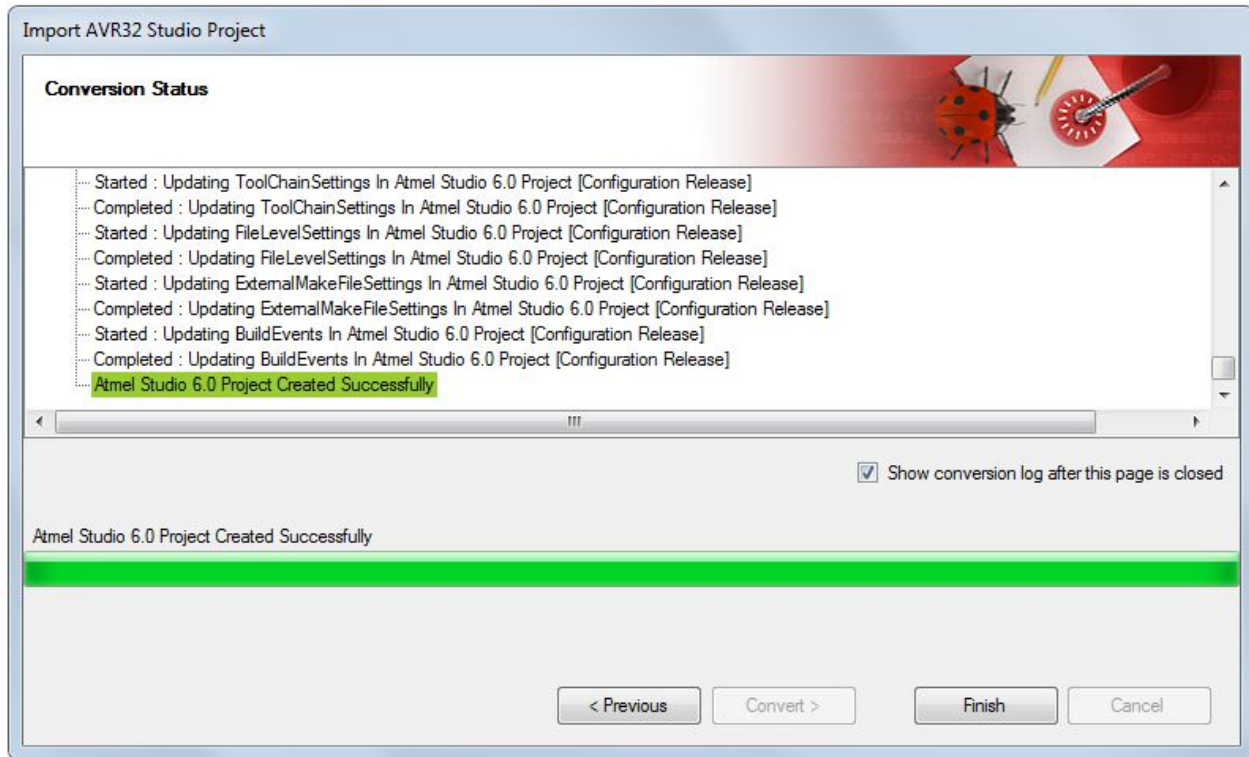 Import AVR32 Studio Project
Conversion Status
Started : Updating ToolChainSettings In Atmel Studio 6.0 Project [Configuration Release]
Completed : Updating ToolChainSettings In Atmel Studio 6.0 Project [Configuration Release]
Started : Updating FileLevelSettings In Atmel Studio 6.0 Project [Configuration Release]
Completed : Updating FileLevelSettings In Atmel Studio 6.0 Project [Configuration Release]
Started : Updating ExternalMakeFileSettings In Atmel Studio 6.0 Project [Configuration Release]
Completed : Updating ExternalMakeFileSettings In Atmel Studio 6.0 Project [Configuration Release]
Started : Updating BuildEvents In Atmel Studio 6.0 Project [Configuration Release]
Completed : Updating BuildEvents In Atmel Studio 6.0 Project [Configuration Release]
Atmel Studio 6.0 Project Created Successfully
Show conversion log after this page is closed
Atmel Studio 6.0 Project Created Successfully
< Previous Convert > Finish Cancel